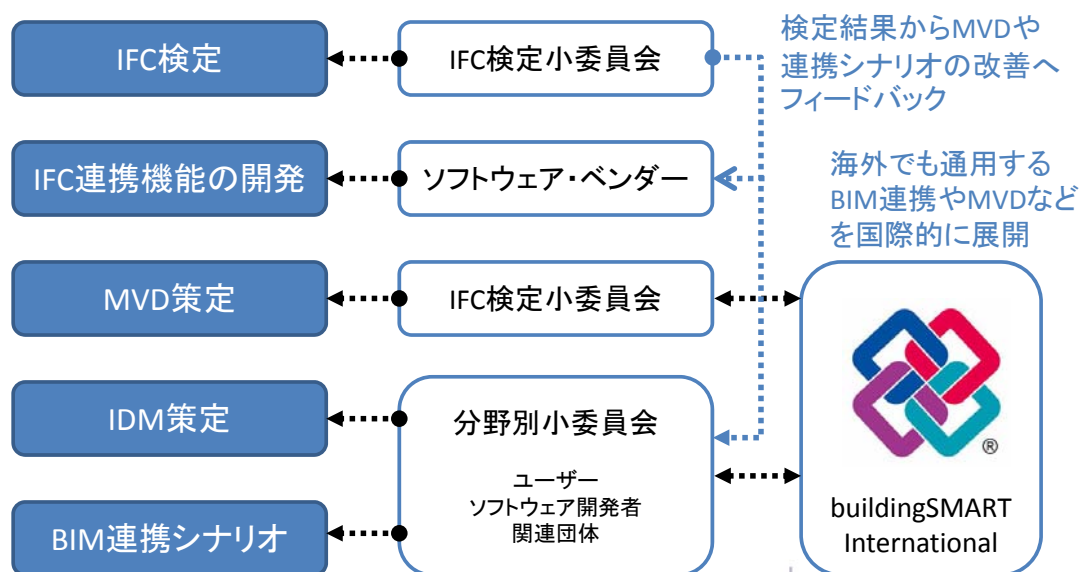 IFC検定
IFC検定小委員会
検定結果からMVDや
連携シナリオの改善へ
フィードバック
IFC連携機能の開発
ソフトウェア・ベンダー
海外でも通用する
BIM連携やMVDなど
を国際的に展開
MVD策定
IFC検定小委員会
IDM策定
分野別小委員会
ユーザー
ソフトウェア開発者
関連団体
BIM連携シナリオ
®
buildingSMART
International